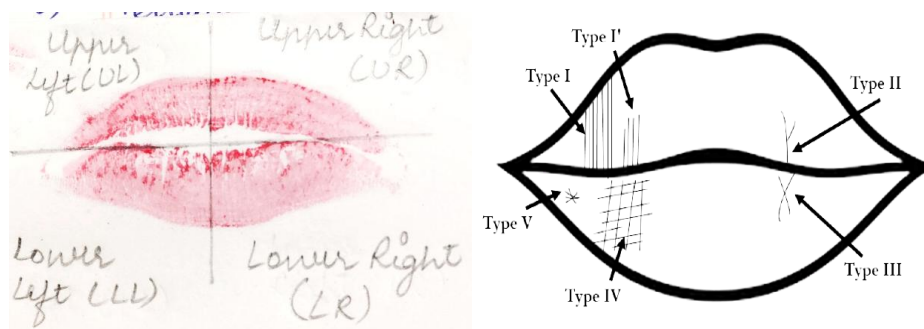 Upper
Left (UL)
Upper Right
(UR)
Lower
Left (LL)
Lower Right
(LR)
Type I'
Type I
Type II
Type V
Type III
Type IV